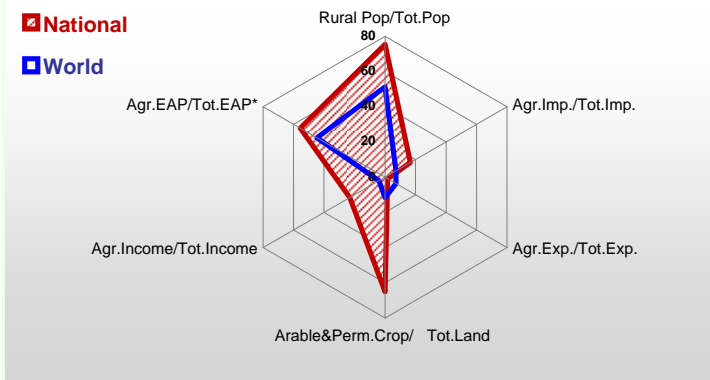 National
World
Rural Pop/Tot.Pop
80
60
40
20
0
Agr.EAP/Tot.EAP*
Agr.Imp./Tot.Imp.
Agr.Income/Tot.Income
Agr.Exp./Tot.Exp.
Arable&Perm.Crop/ Tot.Land